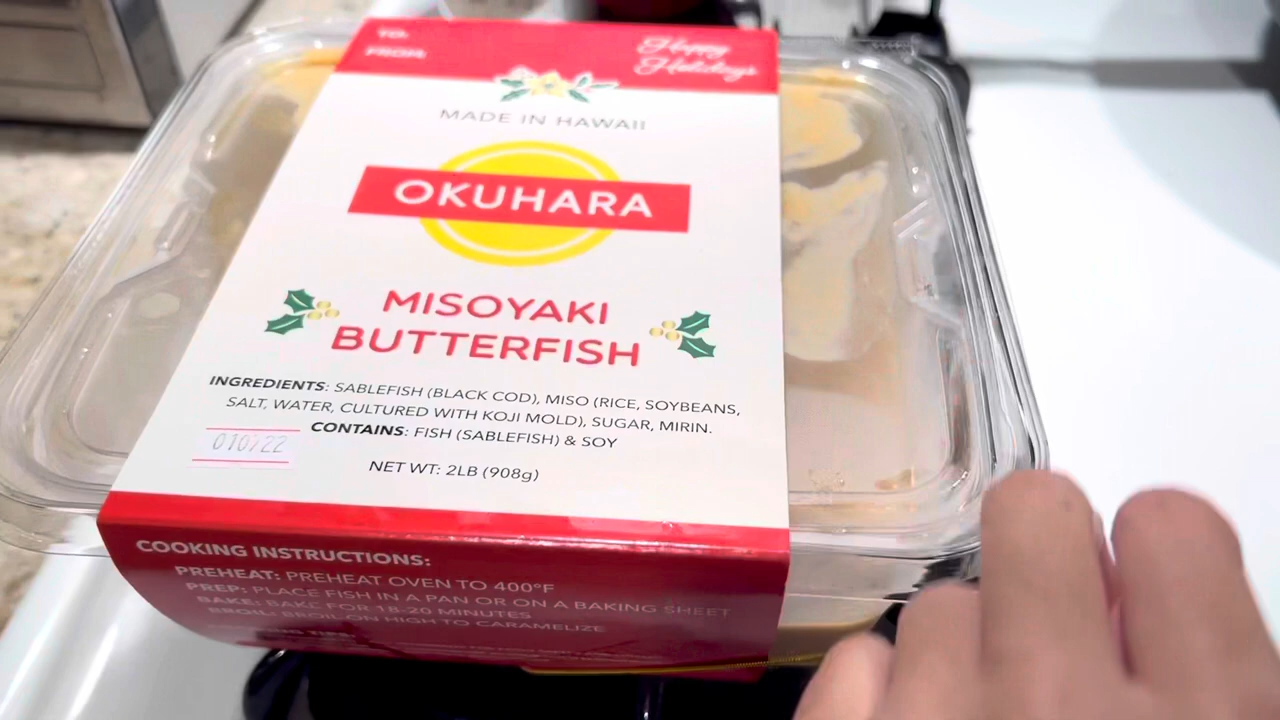 TO:
FROM:
Happy
Holidays
MADE IN HAWAII
OKUHARA
MISOYAKI
BUTTERFISH
INGREDIENTS: SABLEFISH (BLACK COD), MISO (RICE, SOYBEANS,
SALT, WATER, CULTURED WITH KOJI MOLD), SUGAR, MIRIN.
CONTAINS: FISH (SABLEFISH) & SOY
010722
NET WT: 2LB (908g)
COOKING INSTRUCTIONS:
PREHEAT: PREHEAT OVEN TO 400°F
PREP: PLACE FISH IN A PAN OR ON A BAKING SHEET
BAKE: BAKE FOR 18-20 MINUTES
BROIL: BROIL ON HIGH TO CARAMELIZE